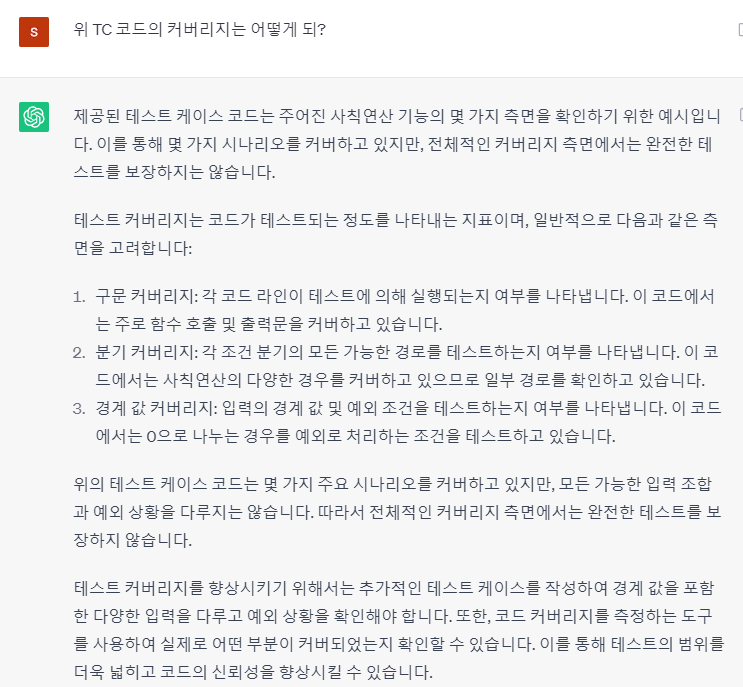 S
위 TC 코드의 커버리지는 어떻게 되?
제공된 테스트 케이스 코드는 주어진 사칙연산 기능의 몇 가지 측면을 확인하기 위한 예시입니
다. 이를 통해 몇 가지 시나리오를 커버하고 있지만, 전체적인 커버리지 측면에서는 완전한 테
스트를 보장하지는 않습니다.
테스트 커버리지는 코드가 테스트되는 정도를 나타내는 지표이며, 일반적으로 다음과 같은 측
면을 고려합니다:
1. 구문 커버리지: 각 코드 라인이 테스트에 의해 실행되는지 여부를 나타냅니다. 이 코드에서
는 주로 함수 호출 및 출력문을 커버하고 있습니다.
2. 분기 커버리지: 각 조건 분기의 모든 가능한 경로를 테스트하는지 여부를 나타냅니다. 이 코
드에서는 사칙연산의 다양한 경우를 커버하고 있으므로 일부 경로를 확인하고 있습니다.
3. 경계 값 커버리지: 입력의 경계 값 및 예외 조건을 테스트하는지 여부를 나타냅니다. 이 코드
에서는 0으로 나누는 경우를 예외로 처리하는 조건을 테스트하고 있습니다.
위의 테스트 케이스 코드는 몇 가지 주요 시나리오를 커버하고 있지만, 모든 가능한 입력 조합
과 예외 상황을 다루지는 않습니다. 따라서 전체적인 커버리지 측면에서는 완전한 테스트를 보
장하지 않습니다.
테스트 커버리지를 향상시키기 위해서는 추가적인 테스트 케이스를 작성하여 경계 값을 포함
한 다양한 입력을 다루고 예외 상황을 확인해야 합니다. 또한, 코드 커버리지를 측정하는 도구
를 사용하여 실제로 어떤 부분이 커버되었는지 확인할 수 있습니다. 이를 통해 테스트의 범위를
더욱 넓히고 코드의 신뢰성을 향상시킬 수 있습니다.